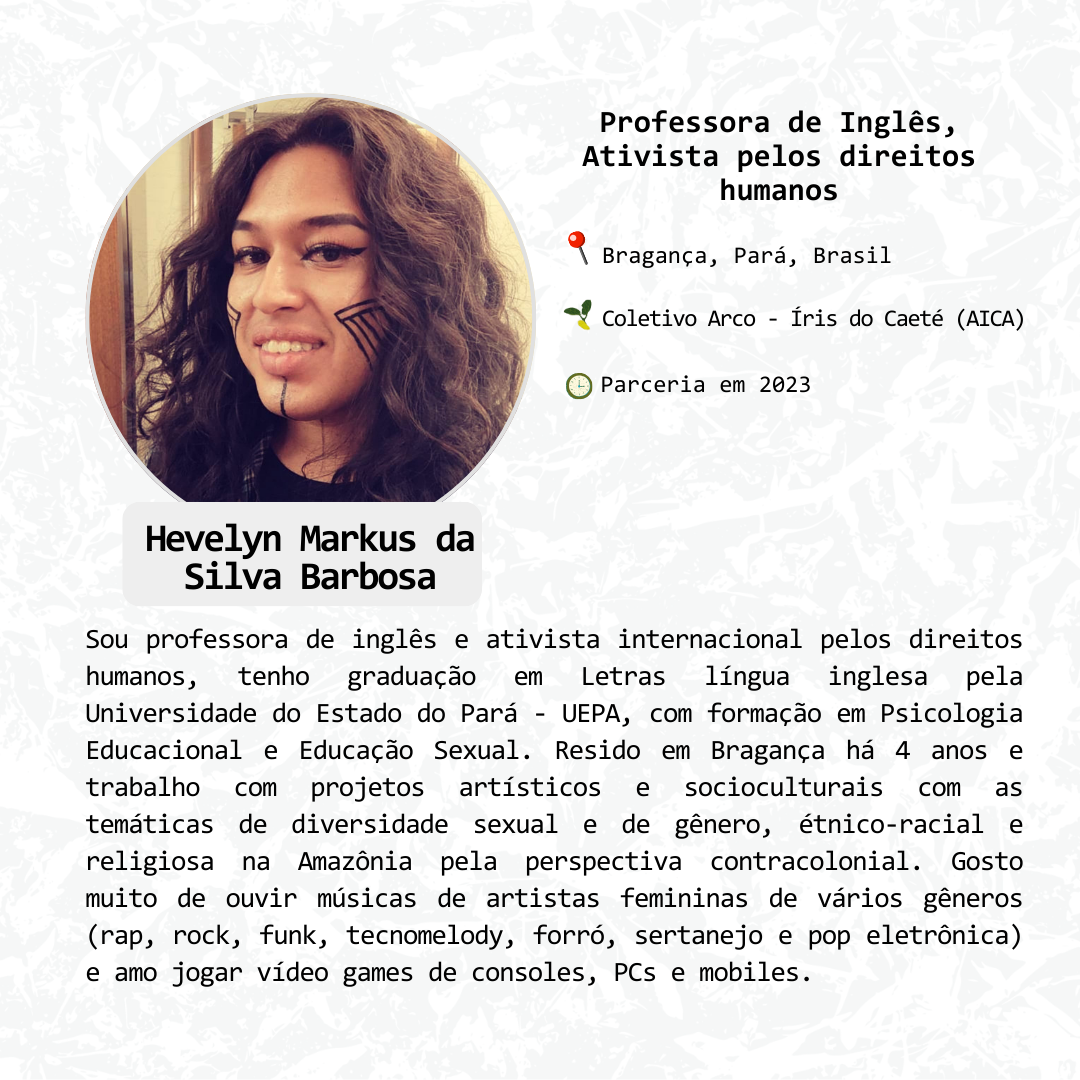 Professora de Inglês,
Ativista pelos direitos
humanos
Bragança, Pará, Brasil
Coletivo Arco - Íris do Caeté (AICA)
Parceria em 2023
Hevelyn Markus da
Silva Barbosa
Sou professora de inglês e ativista internacional pelos direitos
humanos, tenho graduação em Letras língua inglesa pela
Universidade do Estado do Pará - UEPA, com formação em Psicologia
Educacional e Educação Sexual. Resido em Bragança há 4 anos e
trabalho com projetos artísticos e socioculturais com as
temáticas de diversidade sexual e de gênero, étnico-racial e
religiosa na Amazônia pela perspectiva contracolonial. Gosto
muito de ouvir músicas de artistas femininas de vários gêneros
(rap, rock, funk, tecnomelody, forró, sertanejo e pop eletrônica)
e amo jogar vídeo games de consoles, PCs e mobiles.